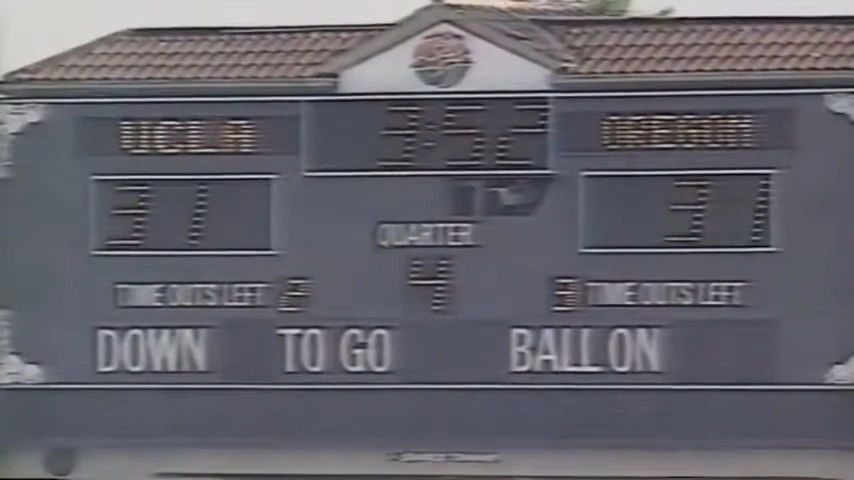 UCLA 3:52 OREGON
31 31
QUARTER
TIME OUTS LEFT 2 4 3 TIME OUTS LEFT
DOWN TO GO BALL ON